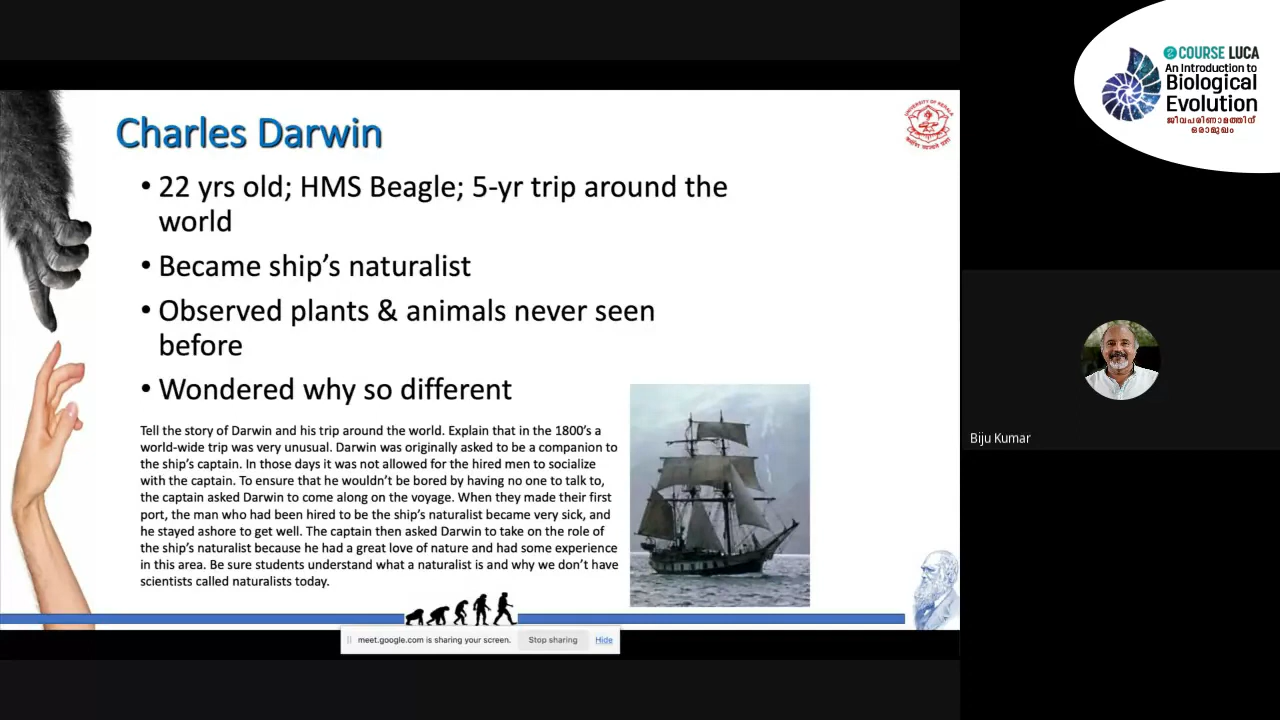 Charles Darwin
• 22 yrs old; HMS Beagle; 5-yr trip around the
world
• Became ship’s naturalist
• Observed plants & animals never seen
before
• Wondered why so different
Tell the story of Darwin and his trip around the world. Explain that in the 1800’s a
world-wide trip was very unusual. Darwin was originally asked to be a companion to
the ship’s captain. In those days it was not allowed for the hired men to socialize
with the captain. To ensure that he wouldn’t be bored by having no one to talk to,
the captain asked Darwin to come along on the voyage. When they made their first
port, the man who had been hired to be the ship’s naturalist became very sick, and
he stayed ashore to get well. The captain then asked Darwin to take on the role of
the ship’s naturalist because he had a great love of nature and had some experience
in this area. Be sure students understand what a naturalist is and why we don’t have
scientists called naturalists today.
meet.google.com is sharing your screen. Stop sharing Hide
UNIVERSITY OF KERALA
COURSE LUCA
An Introduction to
Biological
Evolution
ജീവപരിണാമത്തിന്
ഒരാമുഖം
Biju Kumar